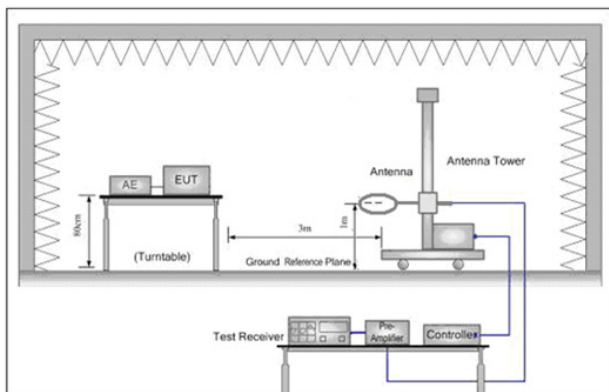 Antenna
Antenna Tower
AE
EUT
80cm
(Turntable)
3m
1m
Ground Reference Plane
Test Receiver
Pre-
Amplifier
Controller